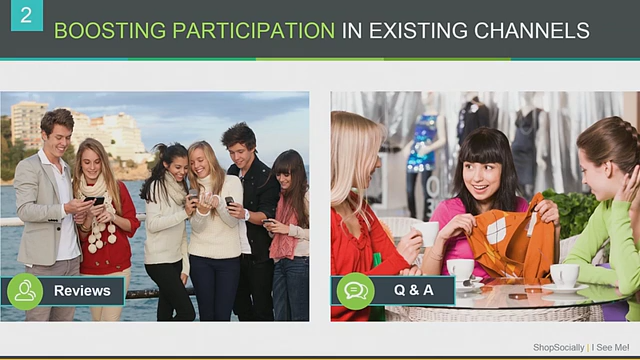 2
BOOSTING PARTICIPATION IN EXISTING CHANNELS
Reviews
Q & A
ShopSocially | I See Me!